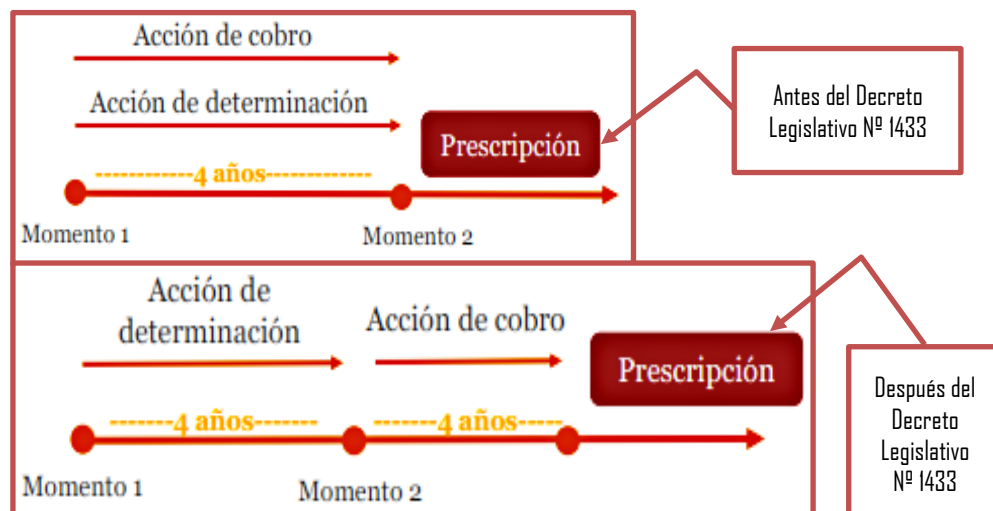 Acción de cobro
Acción de determinación
Prescripción
------------4 años-------------
Momento 1
Momento 2
Antes del Decreto
Legislativo Nº 1433
Acción de
determinación
Acción de cobro
Prescripción
-------4 años-------
-------4 años-----
Momento 1
Momento 2
Después del
Decreto
Legislativo
Nº 1433